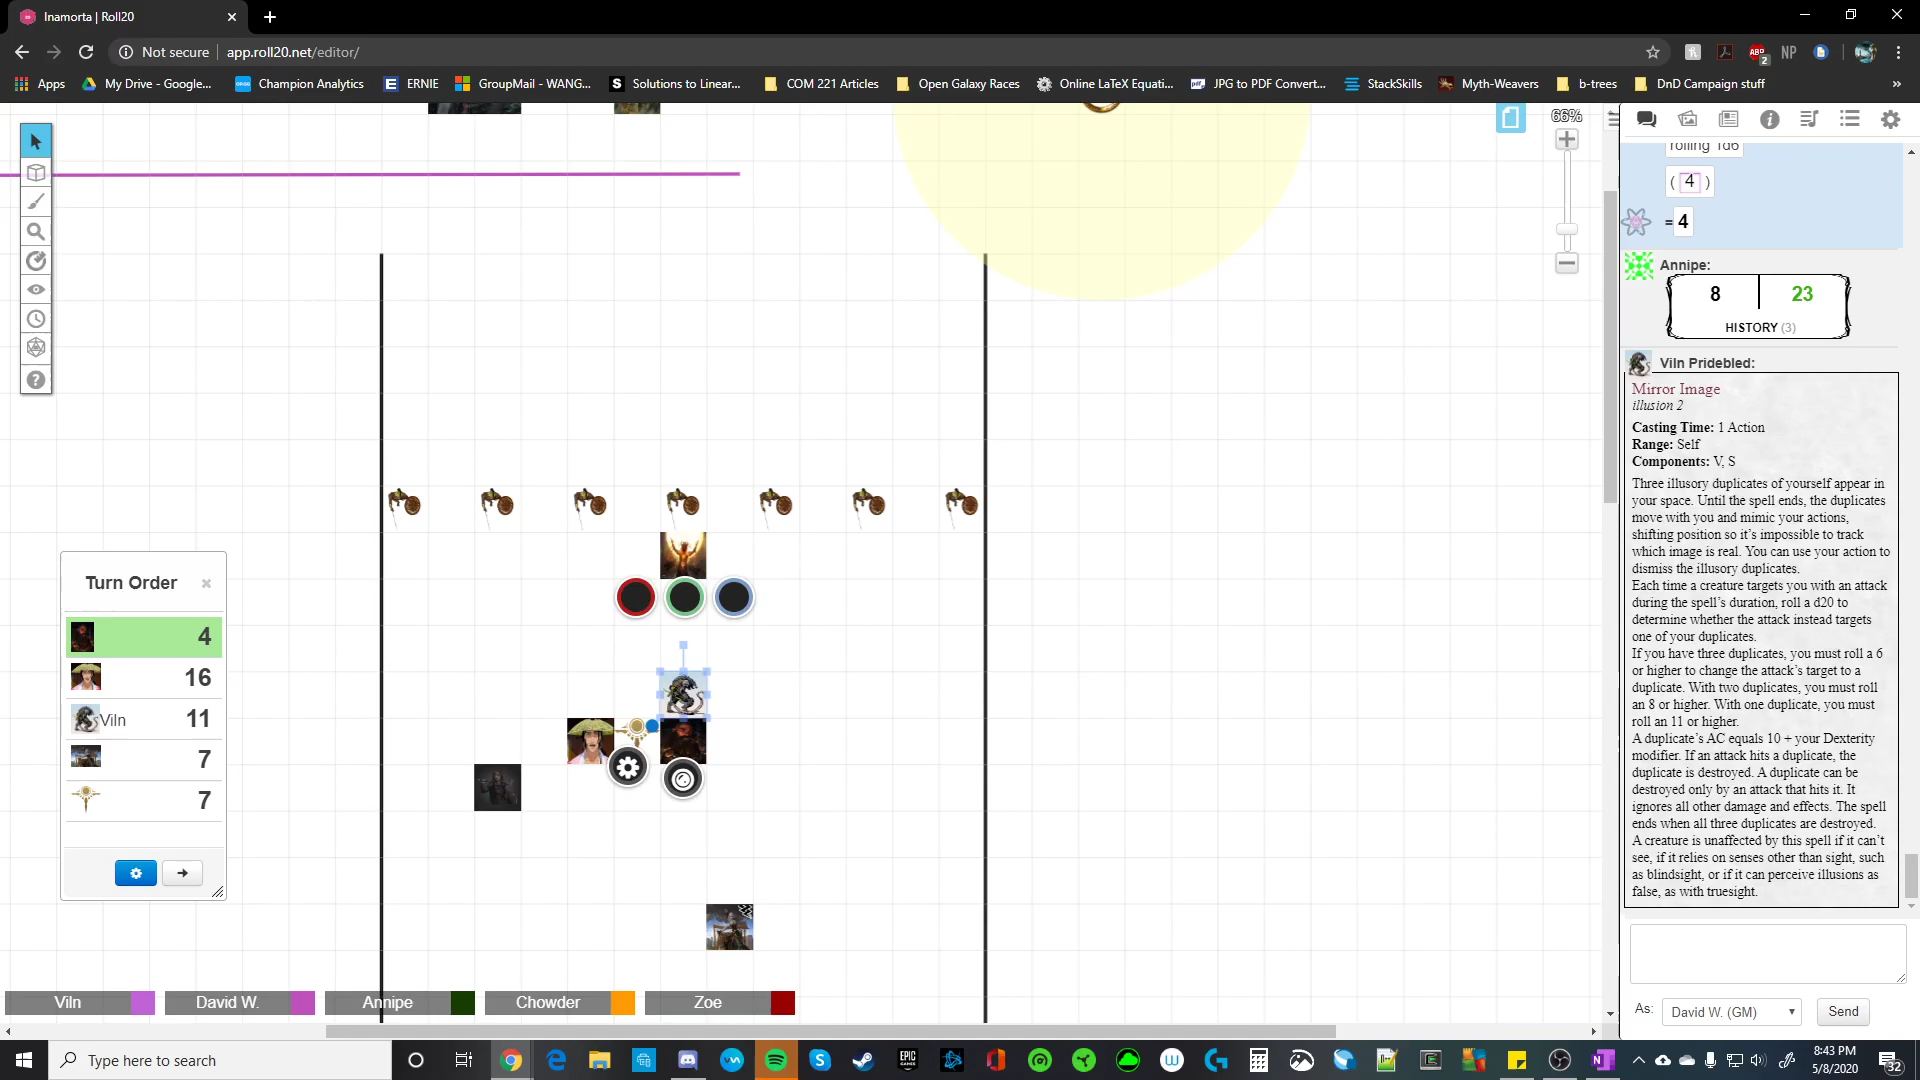 Inamorta | Roll20
Not secure
app.roll20.net/editor/
ABP
2
NP
Apps
My Drive - Google...
Champion Analytics
ERNIE
GroupMail - WANG...
Solutions to Linear...
COM 221 Articles
Open Galaxy Races
Online LaTeX Equati...
JPG to PDF Convert...
StackSkills
Myth-Weavers
b-trees
DnD Campaign stuff
»
66%
rolling 1d6
( 4 )
=4
Annipe:
8
23
HISTORY (3)
Viln Pridebled:
Mirror Image
illusion 2
Casting Time: 1 Action
Range: Self
Components: V, S
Three illusory duplicates of yourself appear in
your space. Until the spell ends, the duplicates
move with you and mimic your actions,
shifting position so it's impossible to track
which image is real. You can use your action to
dismiss the illusory duplicates.
Each time a creature targets you with an attack
during the spell's duration, roll a d20 to
determine whether the attack instead targets
one of your duplicates.
If you have three duplicates, you must roll a 6
or higher to change the attack's target to a
duplicate. With two duplicates, you must roll
an 8 or higher. With one duplicate, you must
roll an 11 or higher.
A duplicate's AC equals 10 + your Dexterity
modifier. If an attack hits a duplicate, the
duplicate is destroyed. A duplicate can be
destroyed only by an attack that hits it. It
ignores all other damage and effects. The spell
ends when all three duplicates are destroyed.
A creature is unaffected by this spell if it can't
see, if it relies on senses other than sight, such
as blindsight, or if it can perceive illusions as
false, as with truesight.
Turn Order
4
16
Viln 11
7
7
Viln
David W.
Annipe
Chowder
Zoe
As:
David W. (GM)
Send
Type here to search
8:43 PM
5/8/2020
32